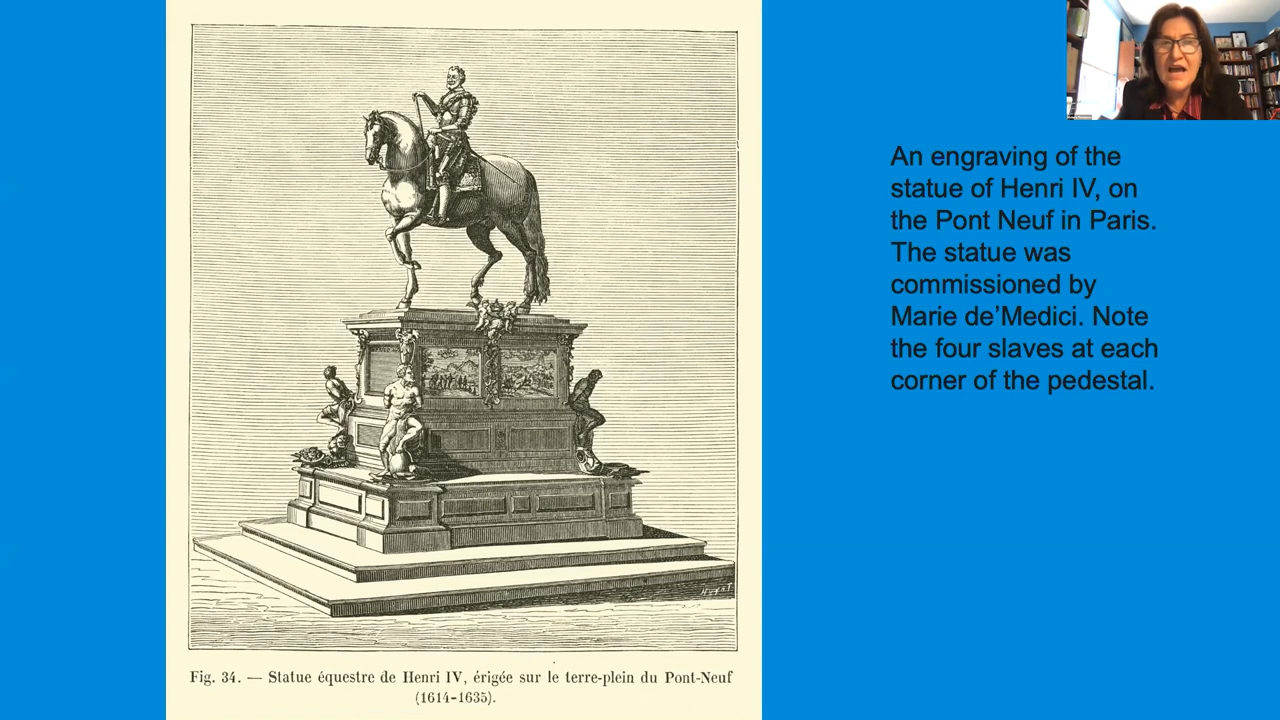 An engraving of the
statue of Henri IV, on
the Pont Neuf in Paris.
The statue was
commissioned by
Marie de’Medici. Note
the four slaves at each
corner of the pedestal.
Fig. 34. — Statue équestre de Henri IV, érigée sur le terre-plein du Pont-Neuf
(1614-1635).